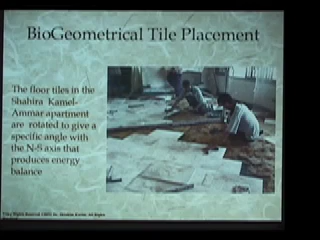 BioGeometrical Tile Placement
The floor tiles in the
Shahira Kamel-
Ammar apartment
are rotated to give a
specific angle with
the N-S axis that
produces energy
balance